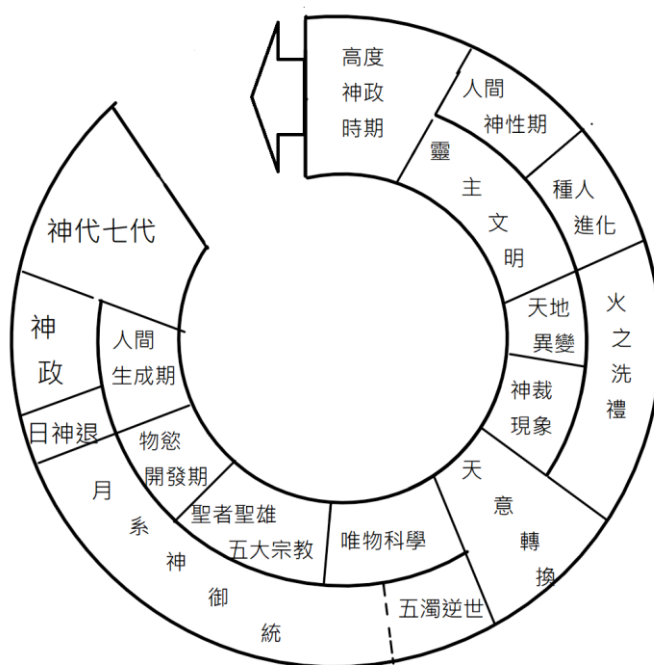 高度
神政
時期
人間
神性期
靈主文明
種人
進化
火之洗禮
天地
異變
神裁
現象
天意轉換
唯物科學
五濁逆世
聖者聖雄
五大宗教
月系神御統
物慾
開發期
日神退
人間
生成期
神政
神代七代